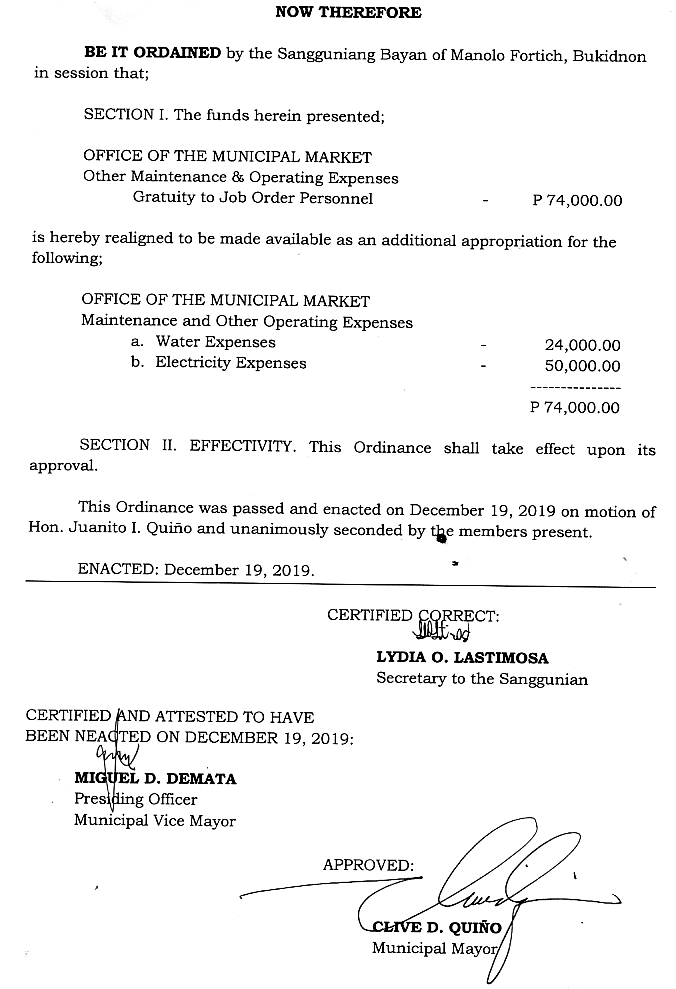 NOW THEREFORE
BE IT ORDAINED by the Sangguniang Bayan of Manolo Fortich, Bukidnon
in session that;
SECTION I. The funds herein presented;
OFFICE OF THE MUNICIPAL MARKET
Other Maintenance & Operating Expenses
Gratuity to Job Order Personnel - P 74,000.00
is hereby realigned to be made available as an additional appropriation for the
following;
OFFICE OF THE MUNICIPAL MARKET
Maintenance and Other Operating Expenses
a. Water Expenses - 24,000.00
b. Electricity Expenses - 50,000.00
---------------
P 74,000.00
SECTION II. EFFECTIVITY. This Ordinance shall take effect upon its
approval.
This Ordinance was passed and enacted on December 19, 2019 on motion of
Hon. Juanito I. Quiño and unanimously seconded by the members present.
ENACTED: December 19, 2019.
CERTIFIED CORRECT:
LYDIA O. LASTIMOSA
Secretary to the Sanggunian
CERTIFIED AND ATTESTED TO HAVE
BEEN NEACTED ON DECEMBER 19, 2019:
MIGUEL D. DEMATA
Presiding Officer
Municipal Vice Mayor
APPROVED:
CLIVE D. QUIÑO
Municipal Mayor